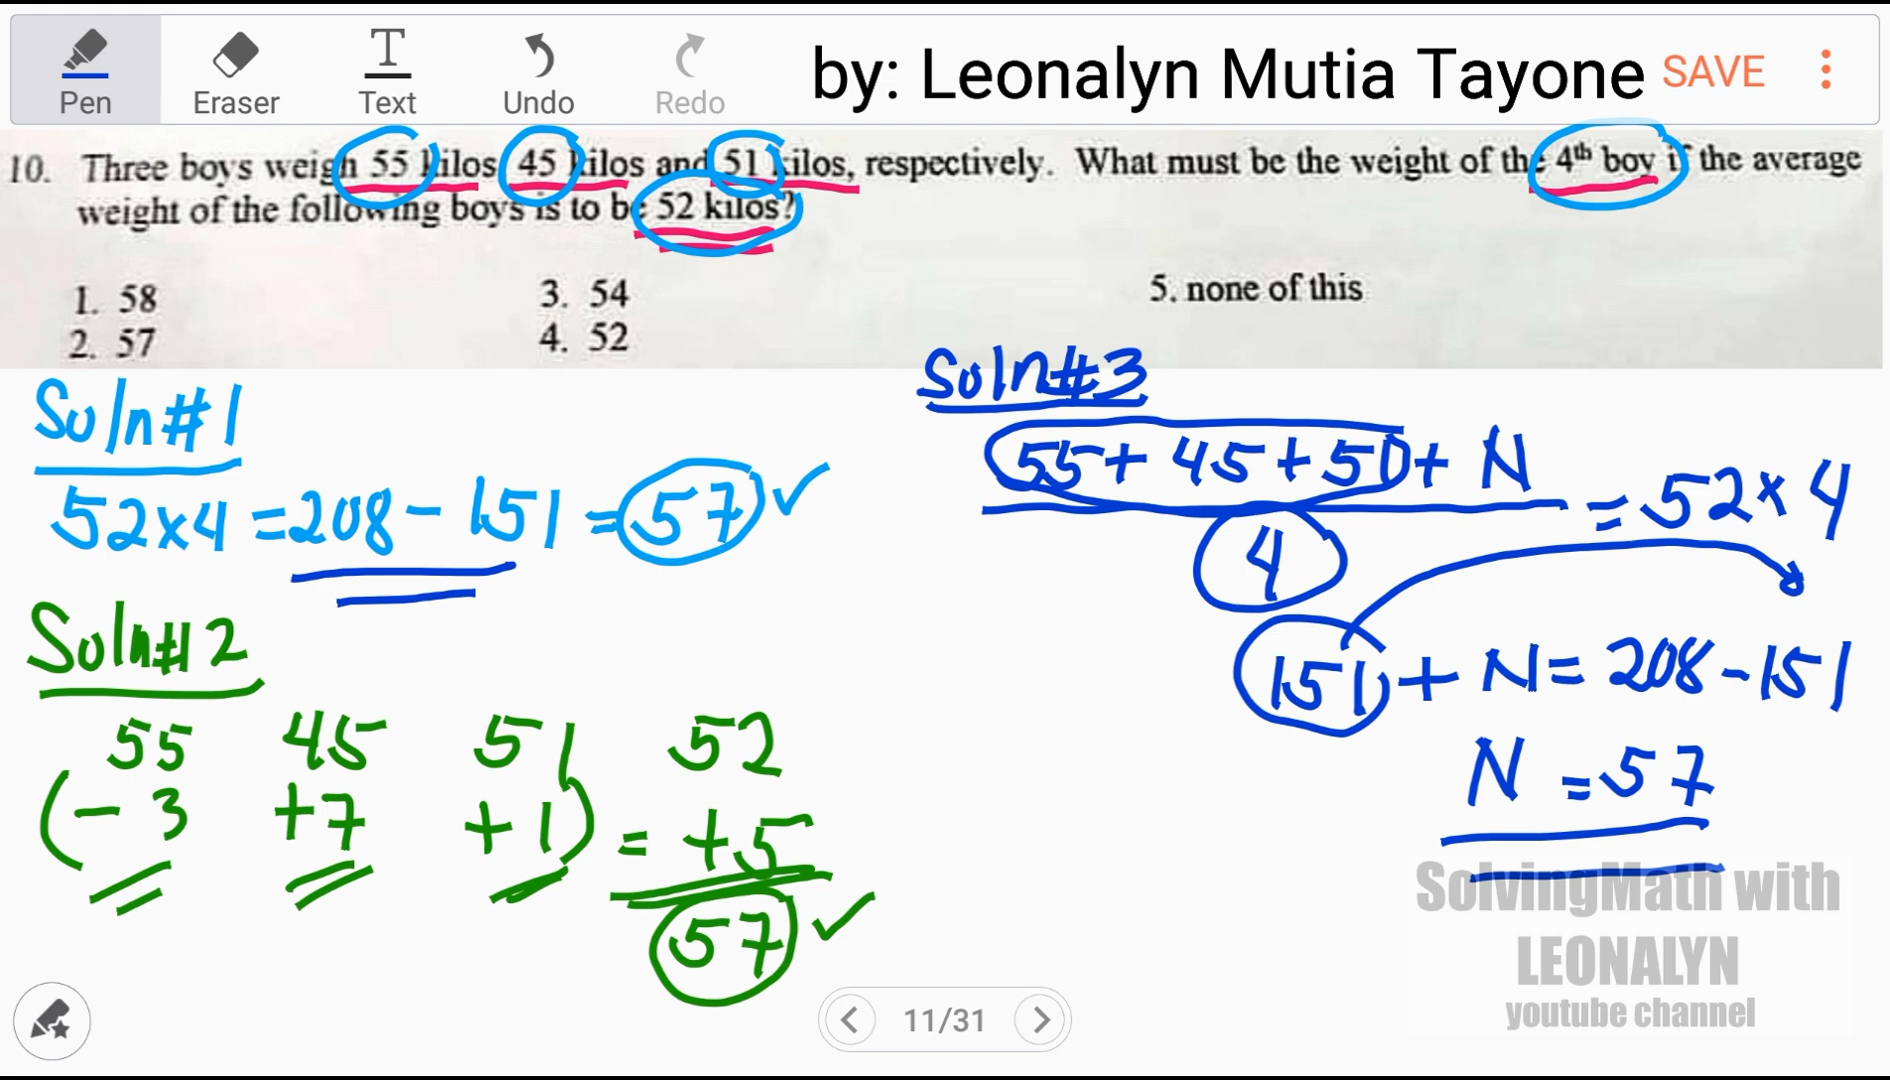 Pen Eraser Text Undo Redo by: Leonalyn Mutia Tayone SAVE
10. Three boys weigh 55 kilos 45 kilos and 51 kilos, respectively. What must be the weight of the 4th boy if the average
weight of the following boys is to be 52 kilos?
1. 58
2. 57
3. 54
4. 52
5. none of this
Soln#1
52x4=208-151=57✓
Soln#2
55 45 51 52
(-3 +7 +1) = +5
57✓
Soln#3
55+45+51+N
4
=52x4
151+N=208-151
N=57
SolvingMath with
LEONALYN
youtube channel
11/31